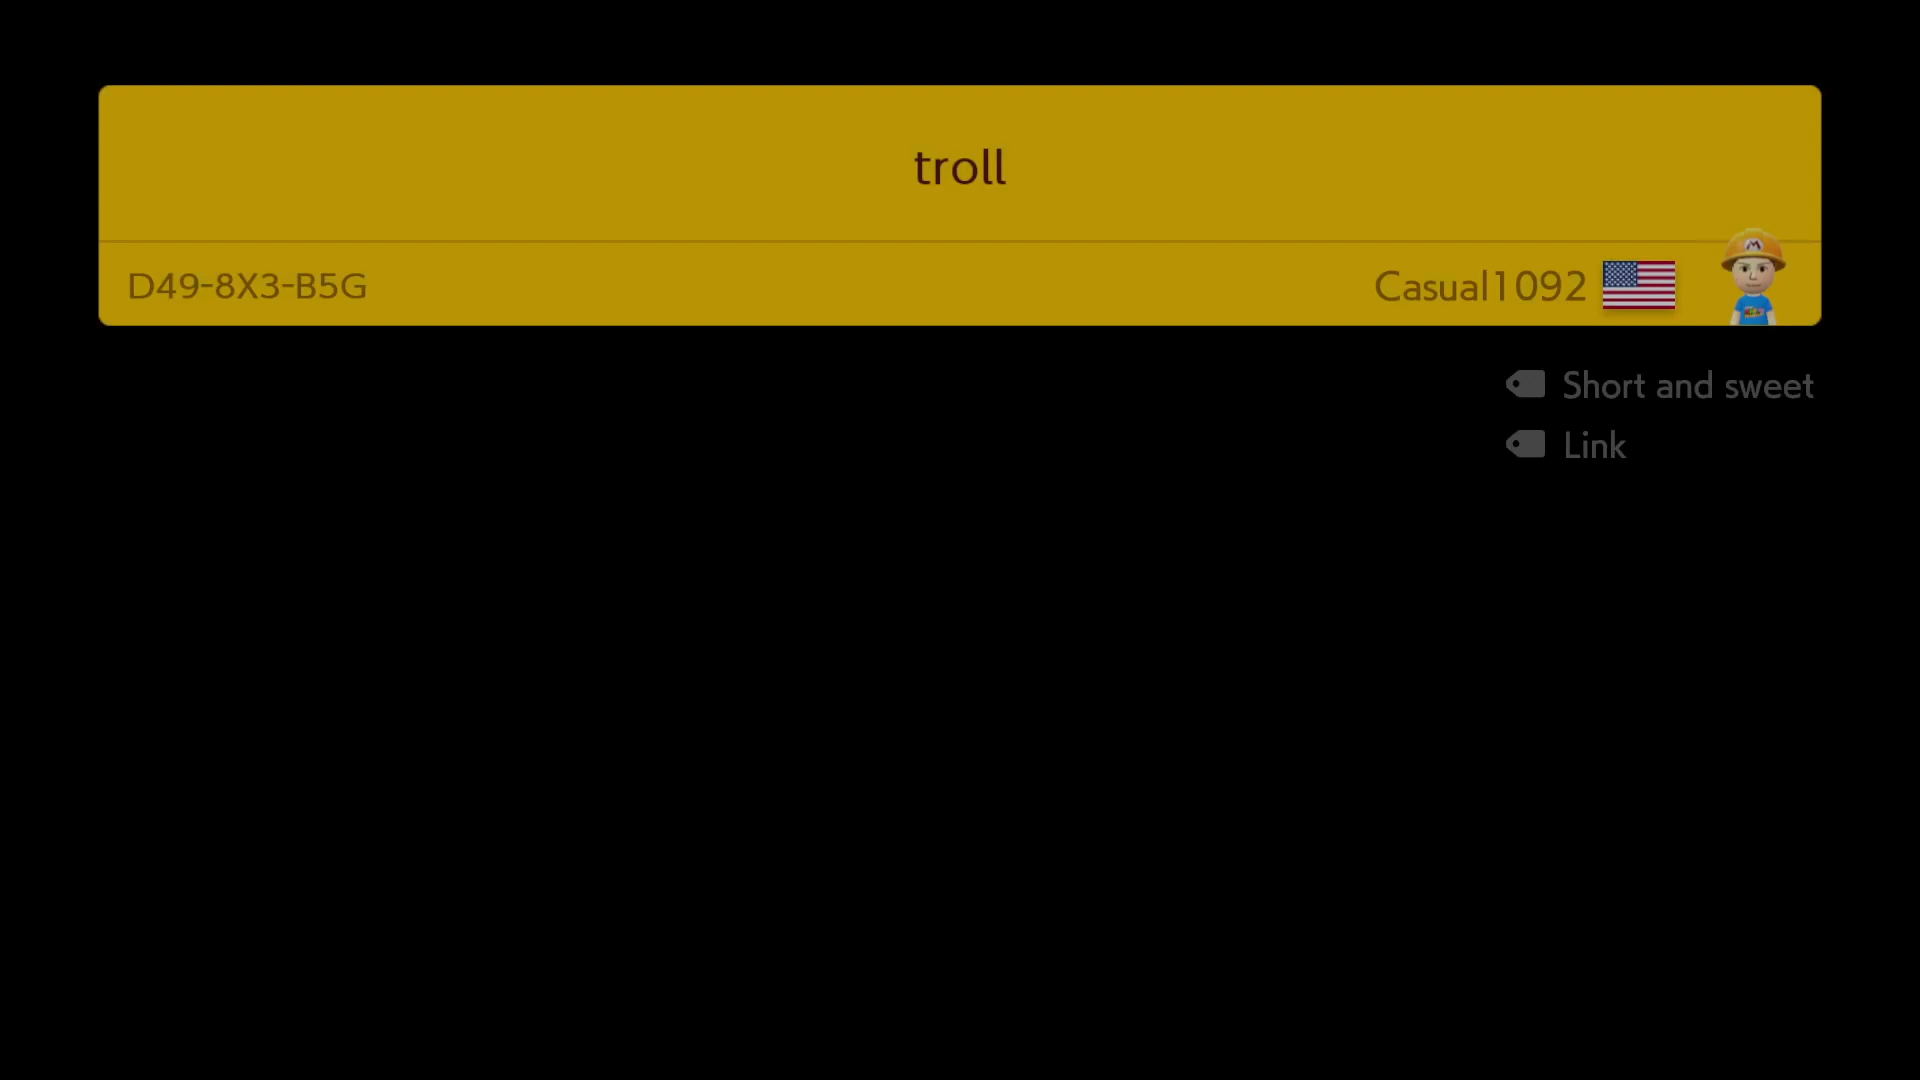 troll
D49-8X3-B5G
Casual1092
Short and sweet
Link